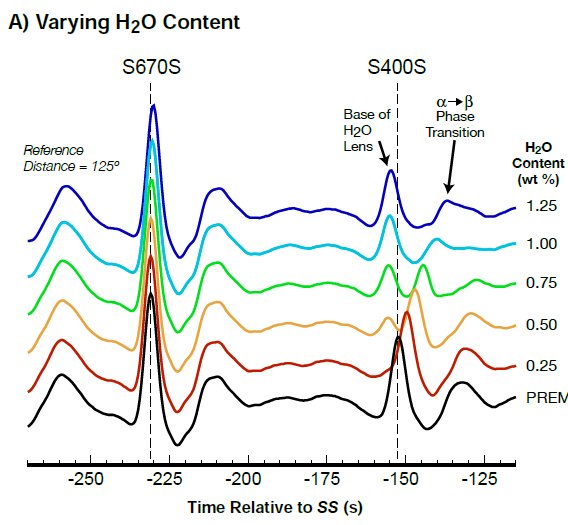 A) Varying H₂O Content
S670S
S400S
Reference
Distance = 125º
Base of
H2O
Lens
α→β
Phase
Transition
H₂O
Content
(wt %)
1.25
1.00
0.75
0.50
0.25
PREM
-250
-225
-200
-175
-150
-125
Time Relative to SS (s)